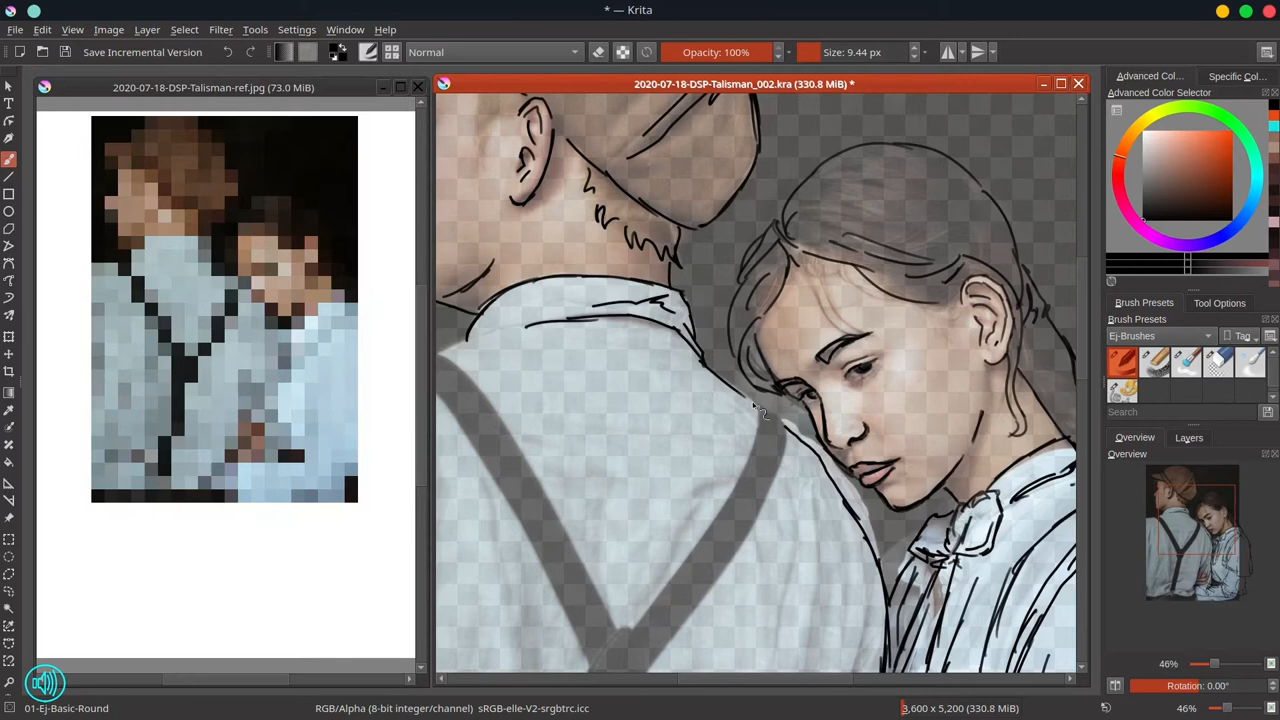 * — Krita
File Edit View Image Layer Select Filter Tools Settings Window Help
Save Incremental Version Normal Opacity: 100% Size: 9.44 px
2020-07-18-DSP-Talisman-ref.jpg (73.0 MiB)
2020-07-18-DSP-Talisman_002.kra (330.8 MiB) *
Advanced Col... Specific Col...
Advanced Color Selector
Brush Presets Tool Options
Brush Presets
Ej-Brushes Tag
Search
Overview Layers
Overview
46%
Rotation: 0.00°
01-Ej-Basic-Round RGB/Alpha (8-bit integer/channel) sRGB-elle-V2-srgbtrc.icc 3,600 x 5,200 (330.8 MiB) 46%